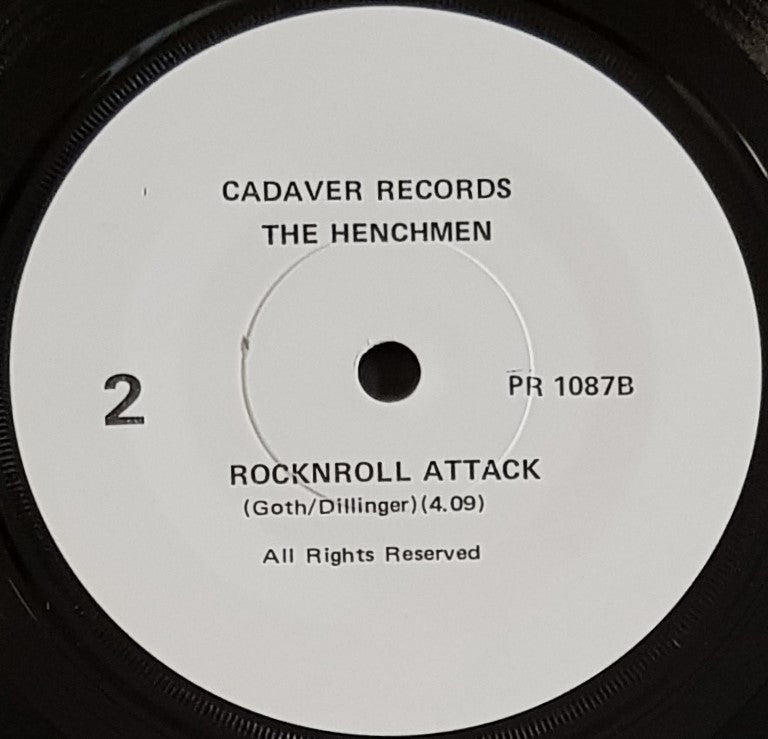 CADAVER RECORDS
THE HENCHMEN
2
PR 1087B
ROCKNROLL ATTACK
(Goth/Dillinger)(4.09)
All Rights Reserved